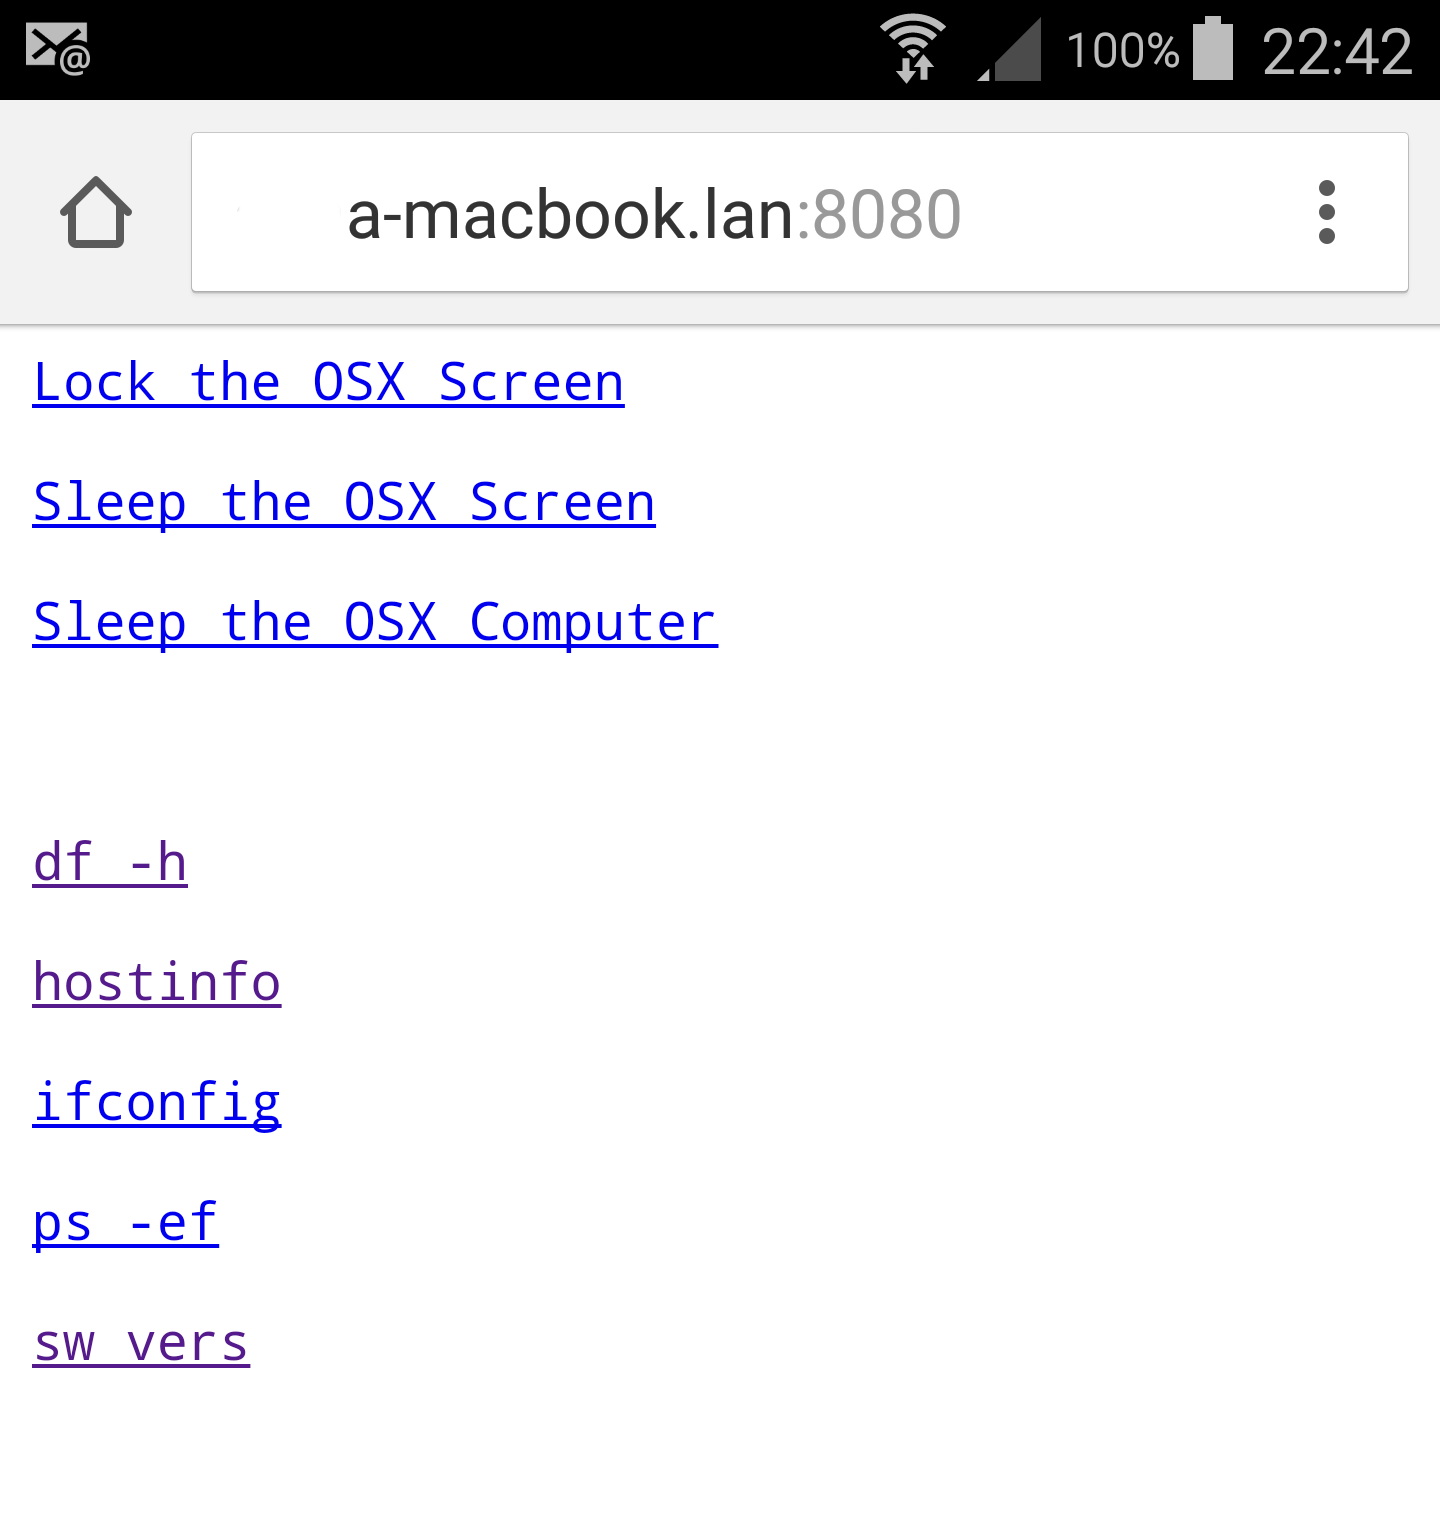 @
100%
22:42
a-macbook.lan:8080
Lock the OSX Screen
Sleep the OSX Screen
Sleep the OSX Computer
df -h
hostinfo
ifconfig
ps -ef
sw_vers